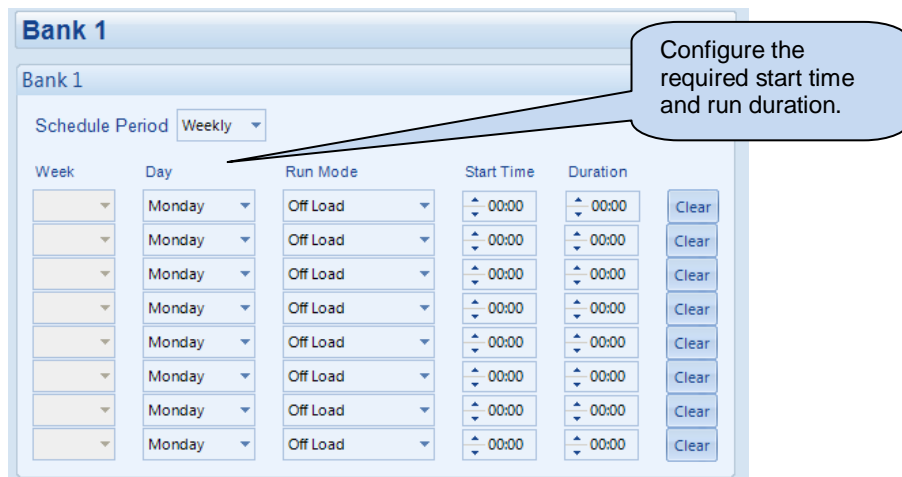 Bank 1
Configure the
required start time
and run duration.
Bank 1
Schedule Period Weekly
Week Day Run Mode Start Time Duration
Monday Off Load 00:00 00:00 Clear
Monday Off Load 00:00 00:00 Clear
Monday Off Load 00:00 00:00 Clear
Monday Off Load 00:00 00:00 Clear
Monday Off Load 00:00 00:00 Clear
Monday Off Load 00:00 00:00 Clear
Monday Off Load 00:00 00:00 Clear
Monday Off Load 00:00 00:00 Clear